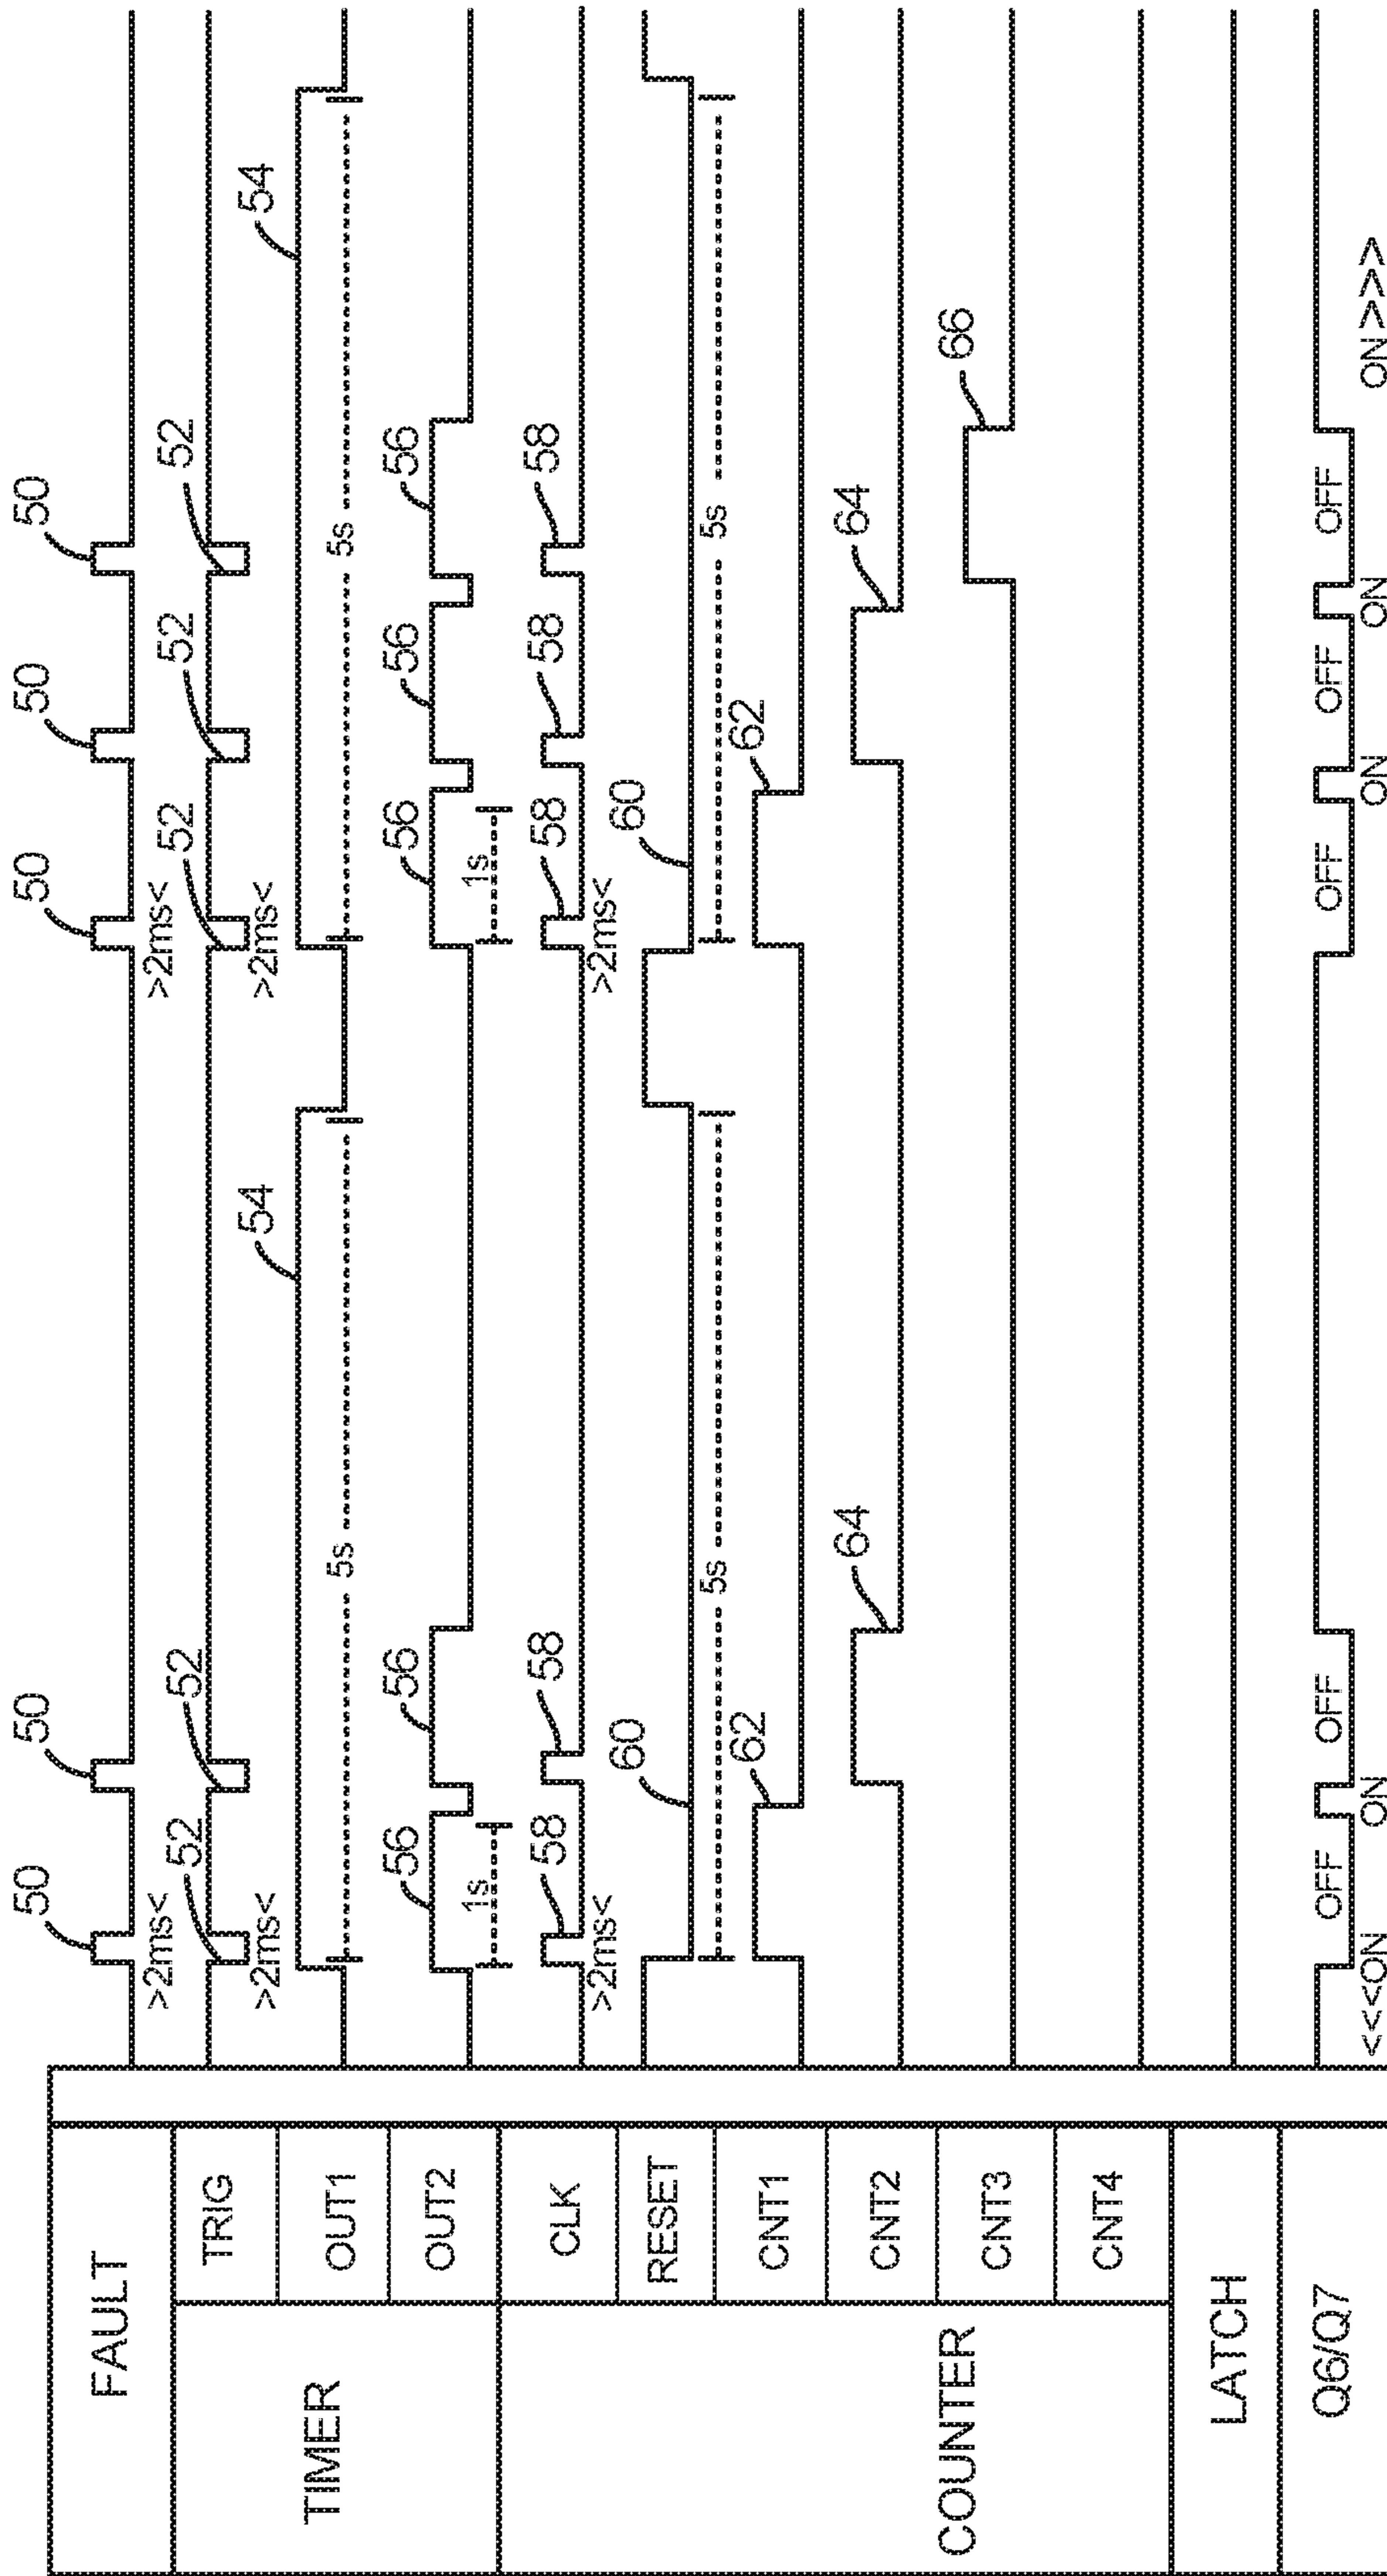 50 50 50 50 50
FAULT
>2ms< >2ms<
TIMER
TRIG
52 52 52 52 52
>2ms< >2ms<
OUT1
54 54
5s 5s
OUT2
56 56 56 56 56
1s 1s
COUNTER
CLK
58 58 58 58 58
>2ms< >2ms<
RESET
60 60
5s 5s
CNT1
62 62
CNT2
64 64
CNT3
66
CNT4
LATCH
Q6/Q7
OFF OFF OFF OFF OFF
<<<ON ON ON ON ON>>>